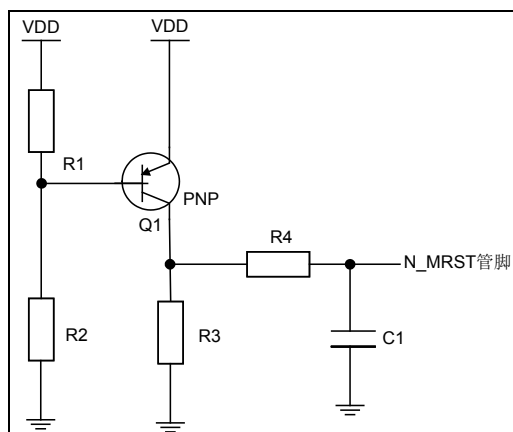 VDD
VDD
R1
PNP
Q1
R4
N_MRST管脚
R2
R3
C1